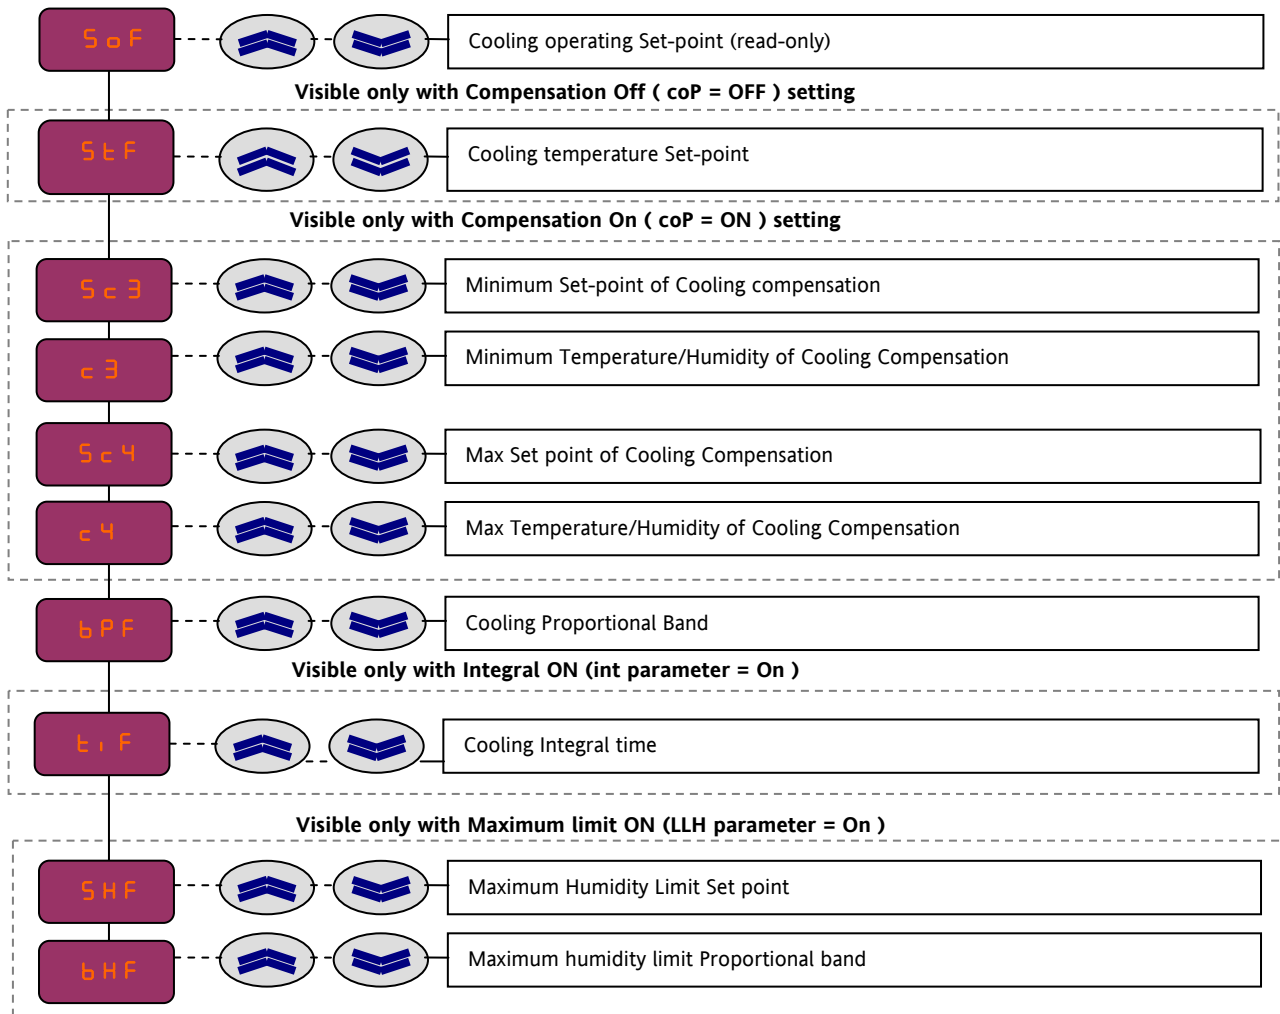 SoF Cooling operating Set-point (read-only)
Visible only with Compensation Off ( coP = OFF ) setting
StF Cooling temperature Set-point
Visible only with Compensation On ( coP = ON ) setting
Sc3 Minimum Set-point of Cooling compensation
c3 Minimum Temperature/Humidity of Cooling Compensation
Sc4 Max Set point of Cooling Compensation
c4 Max Temperature/Humidity of Cooling Compensation
bPF Cooling Proportional Band
Visible only with Integral ON (int parameter = On )
tiF Cooling Integral time
Visible only with Maximum limit ON (LLH parameter = On )
SHF Maximum Humidity Limit Set point
bHF Maximum humidity limit Proportional band